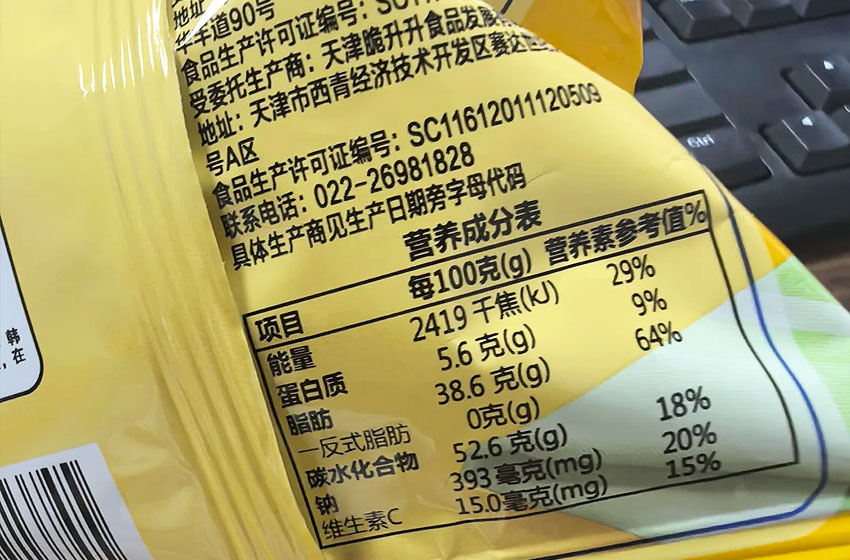 地址
华丰道90号
食品生产许可证编号：SC11
受委托生产商：天津脆升升食品发展
地址：天津市西青经济技术开发区赛达
号A区
食品生产许可证编号：SC11612011120509
联系电话：022-26981828
具体生产商见生产日期旁字母代码
营养成分表
项目 每100克(g) 营养素参考值%
能量 2419 千焦(kJ) 29%
蛋白质 5.6 克(g) 9%
脂肪 38.6 克(g) 64%
—反式脂肪 0克(g)
碳水化合物 52.6 克(g) 18%
钠 393 毫克(mg) 20%
维生素C 15.0毫克(mg) 15%
韩
，在
Ctrl